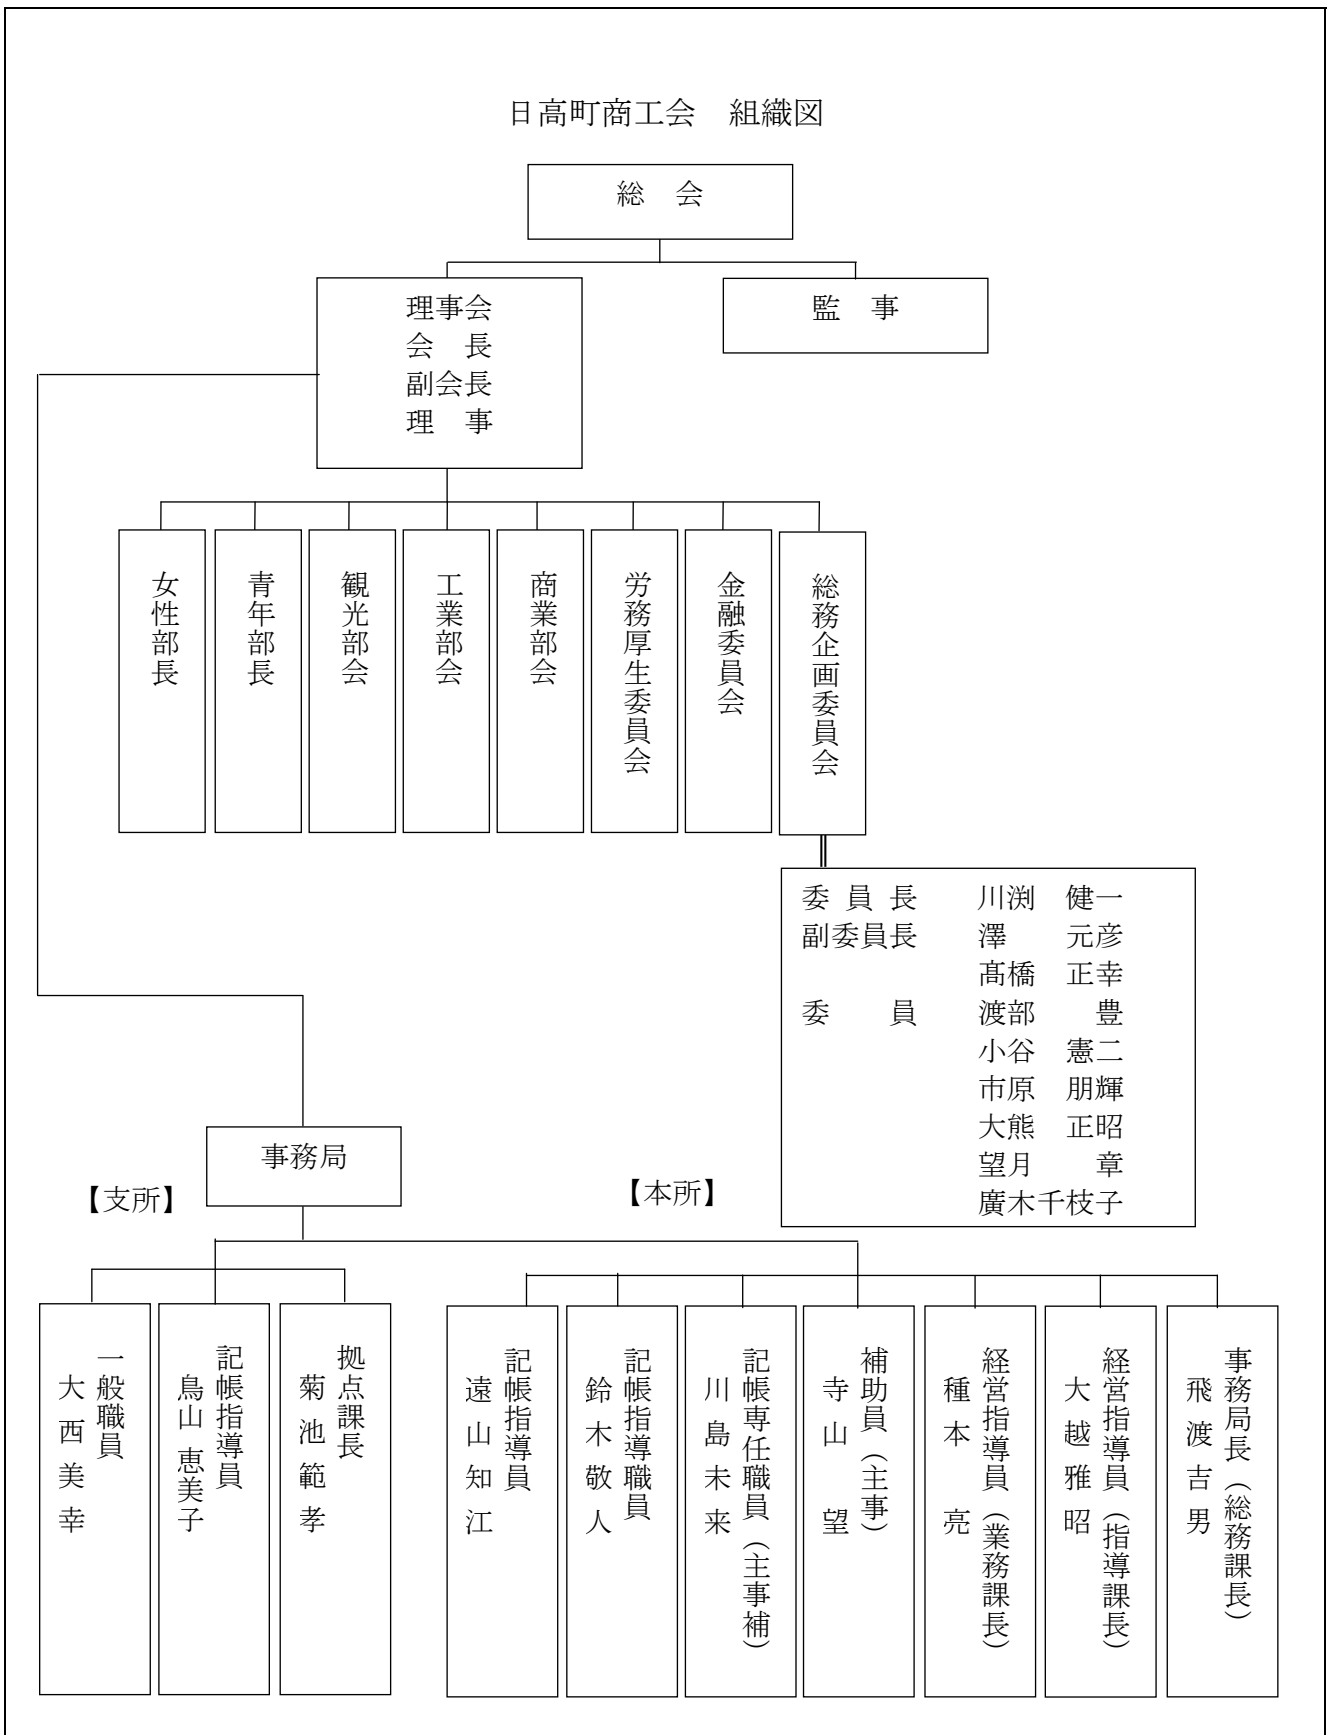 日高町商工会　組織図
総　会
理事会
会　長
副会長
理　事
監　事
女性部長
青年部長
観光部会
工業部会
商業部会
労務厚生委員会
金融委員会
総務企画委員会
委 員 長　川渕　健一
副委員長　澤　　元彦
髙橋　正幸
委　　員　渡部　　豊
小谷　憲二
市原　朋輝
大熊　正昭
望月　　章
廣木千枝子
事務局
【支所】
【本所】
一般職員
大 西 美 幸
記帳指導員
鳥山 恵美子
拠点課長
菊 池 範 孝
記帳指導員
遠 山 知 江
記帳指導職員
鈴 木 敬 人
記帳専任職員（主事補）
川 島 未 来
補助員（主事）
寺 山　 望
経営指導員（業務課長）
種 本　 亮
経営指導員（指導課長）
大 越 雅 昭
事務局長（総務課長）
飛 渡 吉 男